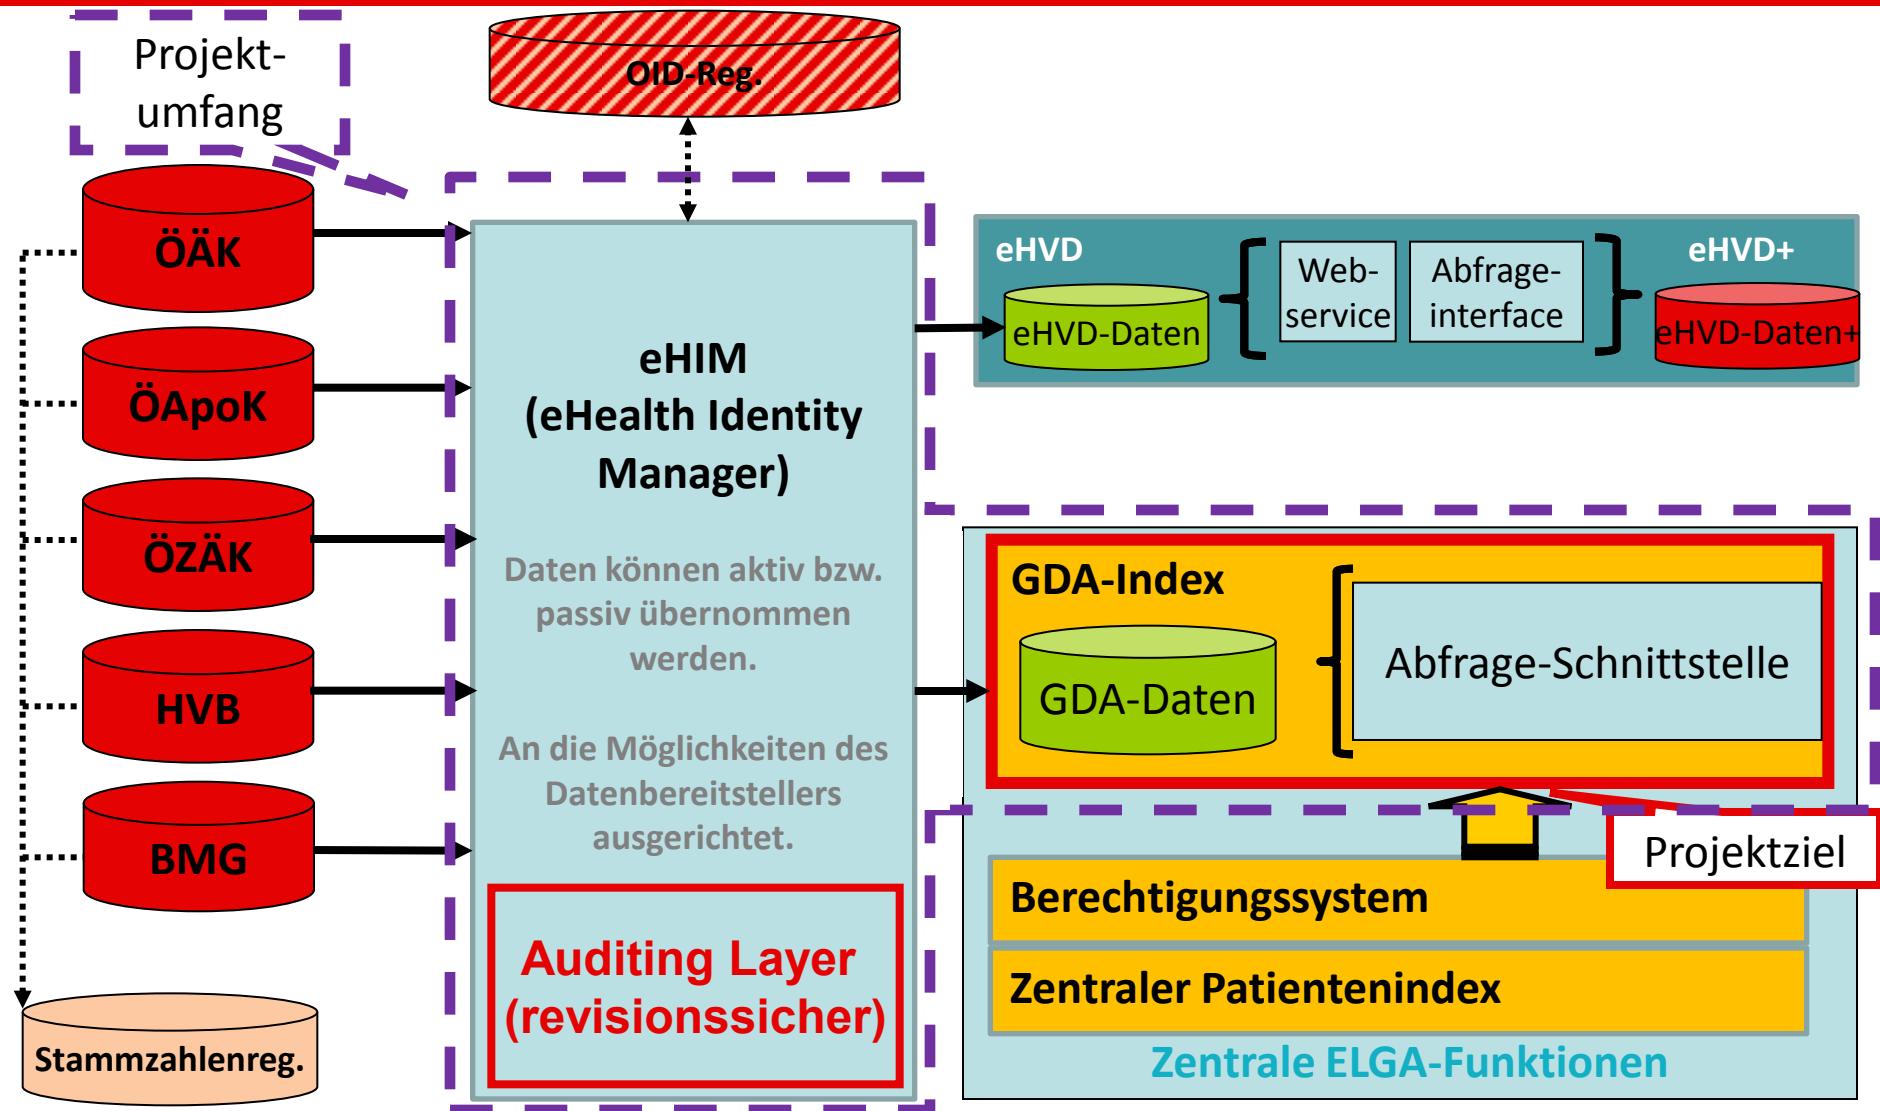 Projekt-
umfang
OID-Reg.
ÖÄK
ÖApoK
ÖZÄK
HVB
BMG
Stammzahlenreg.
eHIM
(eHealth Identity
Manager)
Daten können aktiv bzw.
passiv übernommen
werden.
An die Möglichkeiten des
Datenbereitstellers
ausgerichtet.
Auditing Layer
(revisionssicher)
eHVD
eHVD-Daten
Web-
service
Abfrage-
interface
eHVD+
eHVD-Daten+
GDA-Index
GDA-Daten
Abfrage-Schnittstelle
Projektziel
Berechtigungssystem
Zentraler Patientenindex
Zentrale ELGA-Funktionen